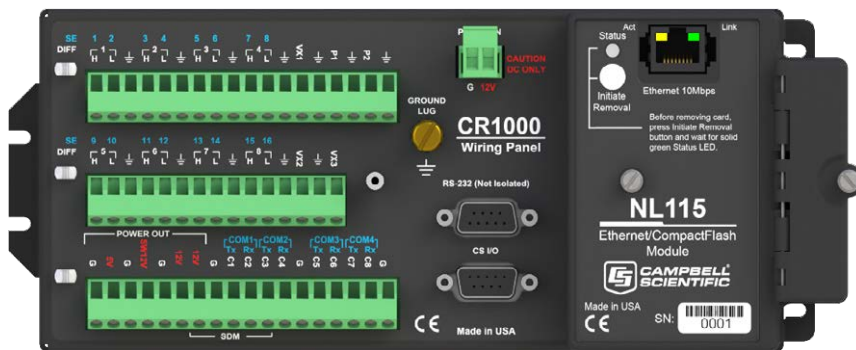 SE 1 2 3 4 5 6 7 8
DIFF H 1 L H 2 L H 3 L H 4 L VX1 P1 P2
SE 9 10 11 12 13 14 15 16
DIFF H 5 L H 6 L H 7 L H 8 L VX2 VX3
POWER OUT
COM1 COM2 COM3 COM4
Tx Rx Tx Rx Tx Rx Tx Rx
G 5V G SW12V G 12V 12V G C1 C2 C3 C4 G C5 C6 C7 C8 G
SDM
CAUTION
DC ONLY
G 12V
GROUND
LUG
CR1000
Wiring Panel
RS-232 (Not Isolated)
CS I/O
CE Made in USA
Act Link
Status
Initiate
Removal
Ethernet 10Mbps
Before removing card,
press Initiate Removal
button and wait for solid
green Status LED.
NL115
Ethernet/CompactFlash
Module
CAMPBELL
SCIENTIFIC
Made in USA
CE SN: 0001